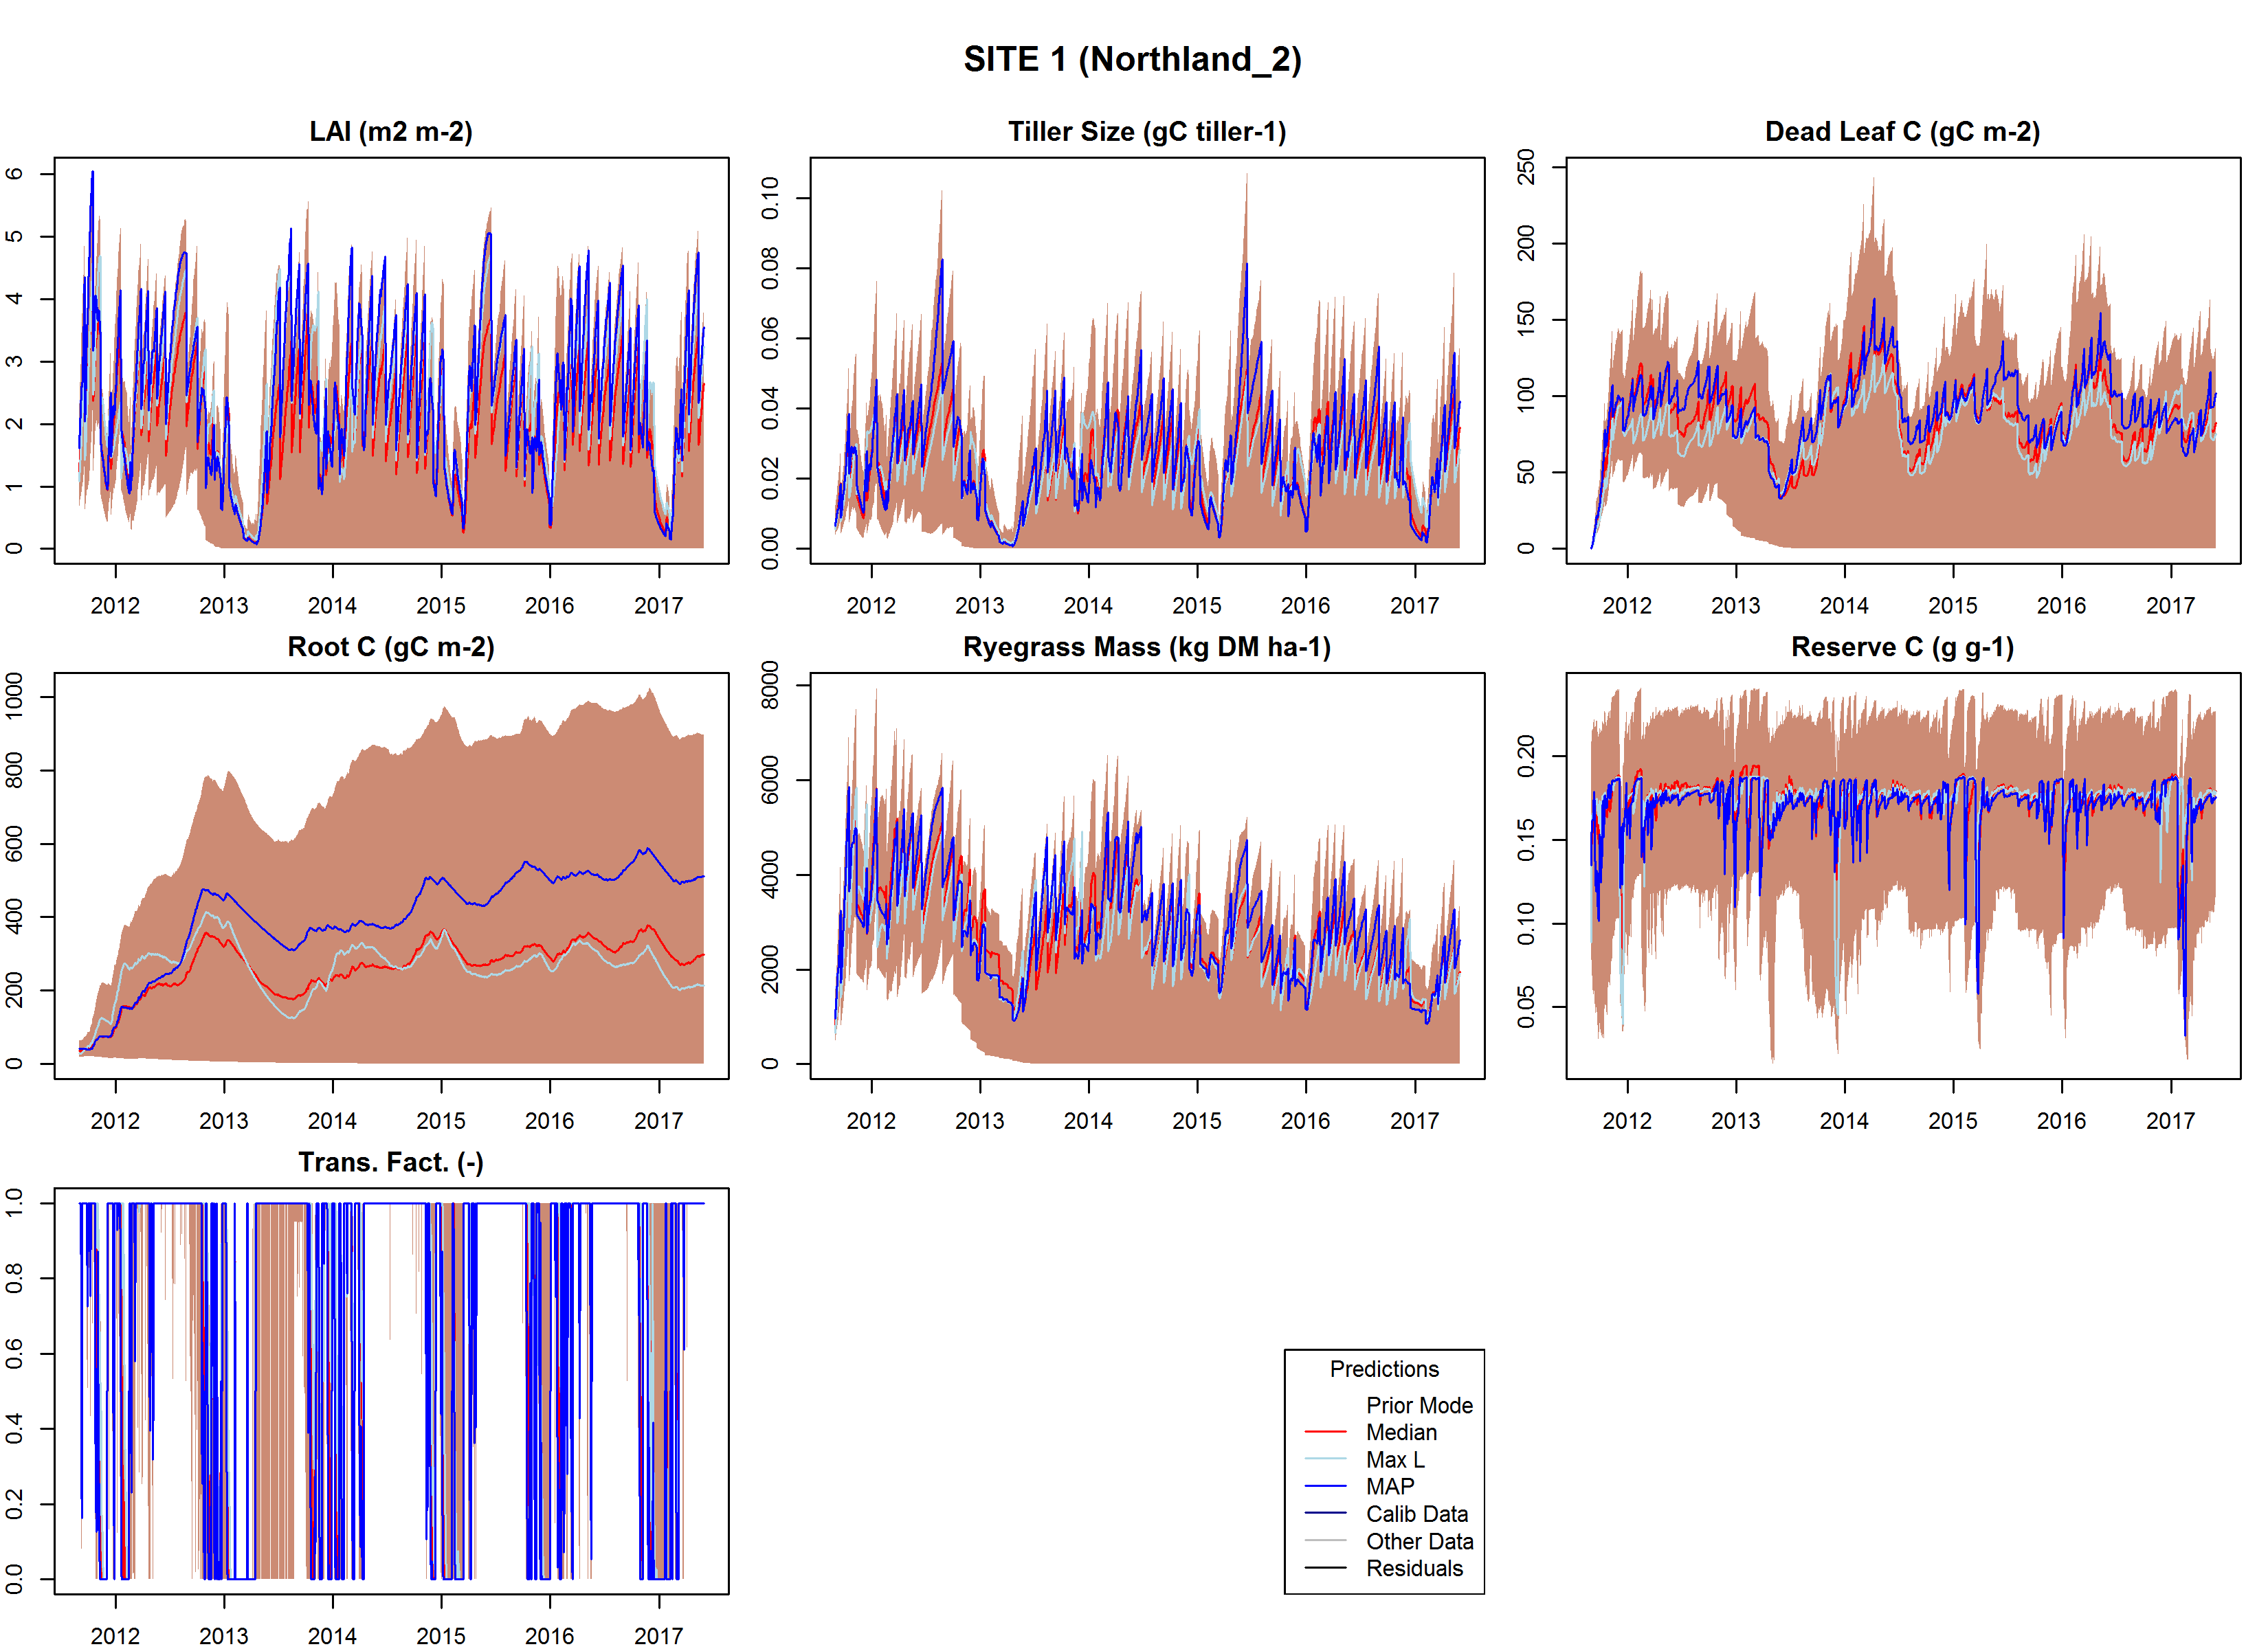 SITE 1 (Northland_2)
LAI (m2 m-2)
Tiller Size (gC tiller-1)
Dead Leaf C (gC m-2)
0 1 2 3 4 5 6
2012 2013 2014 2015 2016 2017
0.00 0.02 0.04 0.06 0.08 0.10
2012 2013 2014 2015 2016 2017
0 50 100 150 200 250
2012 2013 2014 2015 2016 2017
Root C (gC m-2)
Ryegrass Mass (kg DM ha-1)
Reserve C (g g-1)
0 200 400 600 800 1000
2012 2013 2014 2015 2016 2017
0 2000 4000 6000 8000
2012 2013 2014 2015 2016 2017
0.05 0.10 0.15 0.20
2012 2013 2014 2015 2016 2017
Trans. Fact. (-)
0.0 0.2 0.4 0.6 0.8 1.0
2012 2013 2014 2015 2016 2017
Predictions
Prior Mode
Median
Max L
MAP
Calib Data
Other Data
Residuals